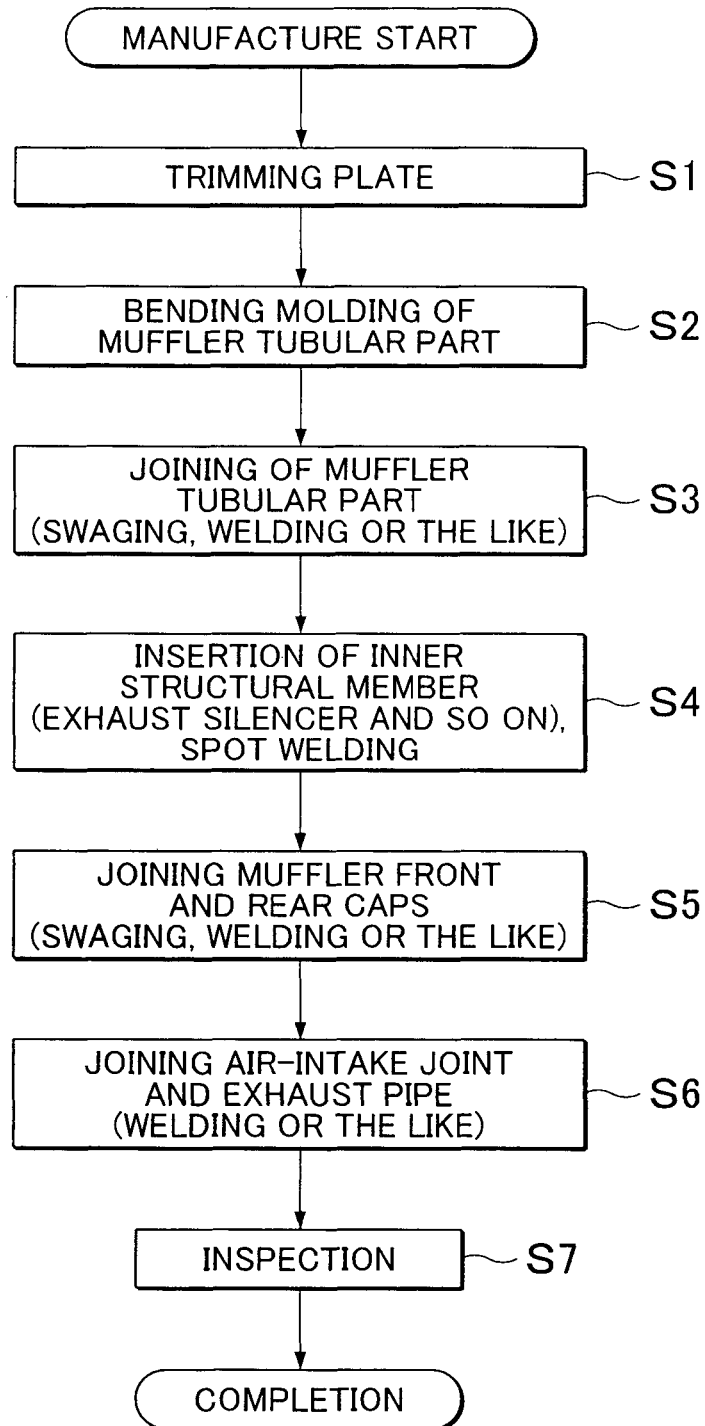 MANUFACTURE START
TRIMMING PLATE
S1
BENDING MOLDING OF
MUFFLER TUBULAR PART
S2
JOINING OF MUFFLER
TUBULAR PART
(SWAGING, WELDING OR THE LIKE)
S3
INSERTION OF INNER
STRUCTURAL MEMBER
(EXHAUST SILENCER AND SO ON),
SPOT WELDING
S4
JOINING MUFFLER FRONT
AND REAR CAPS
(SWAGING, WELDING OR THE LIKE)
S5
JOINING AIR-INTAKE JOINT
AND EXHAUST PIPE
(WELDING OR THE LIKE)
S6
INSPECTION
S7
COMPLETION